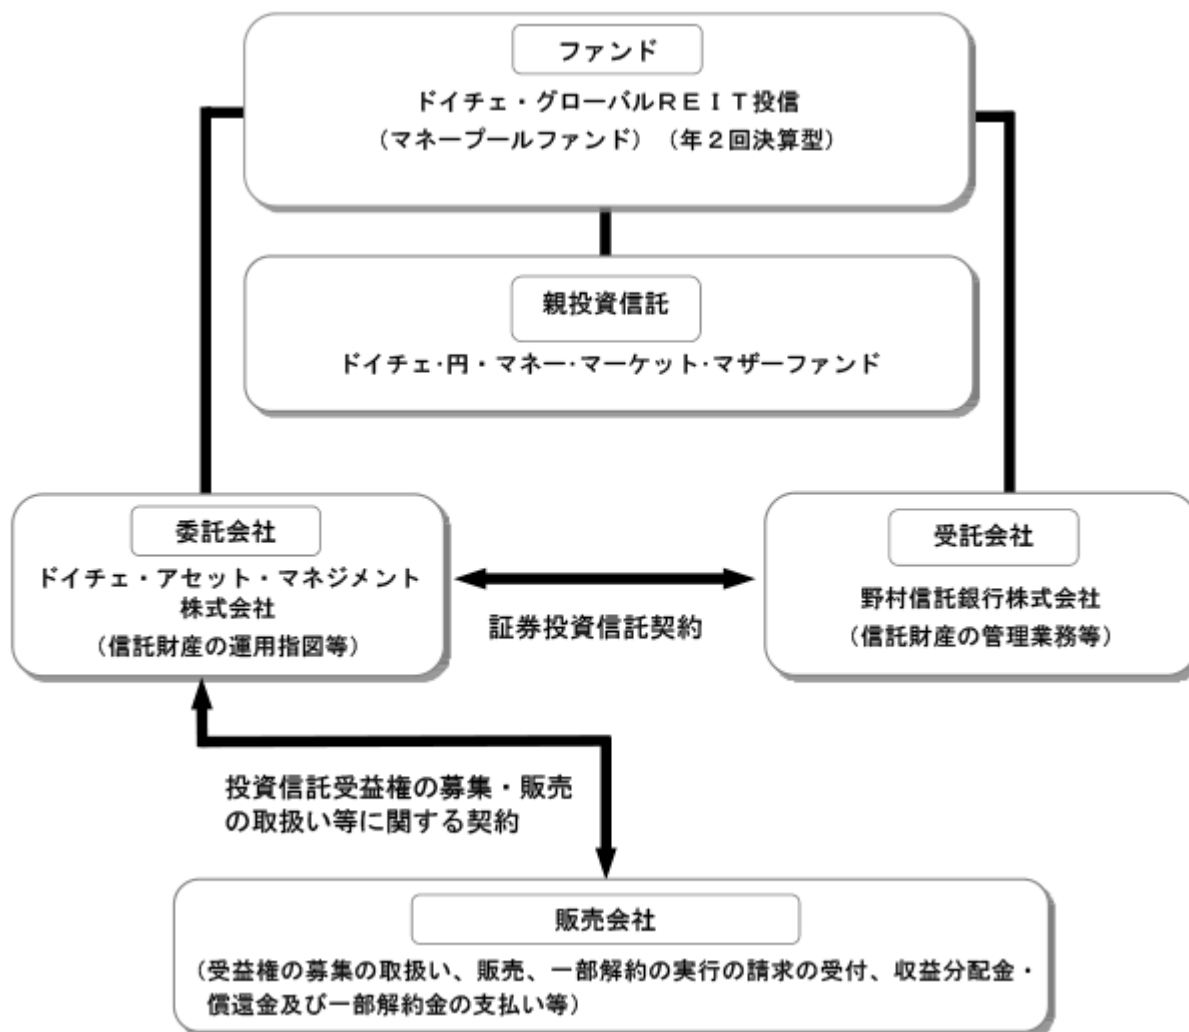 ファンド
ドイチェ・グローバルＲＥＩＴ投信
（マネープールファンド）（年２回決算型）
親投資信託
ドイチェ・円・マネー・マーケット・マザーファンド
委託会社
ドイチェ・アセット・マネジメント
株式会社
（信託財産の運用指図等）
証券投資信託契約
受託会社
野村信託銀行株式会社
（信託財産の管理業務等）
投資信託受益権の募集・販売
の取扱い等に関する契約
販売会社
（受益権の募集の取扱い、販売、一部解約の実行の請求の受付、収益分配金・
償還金及び一部解約金の支払い等）